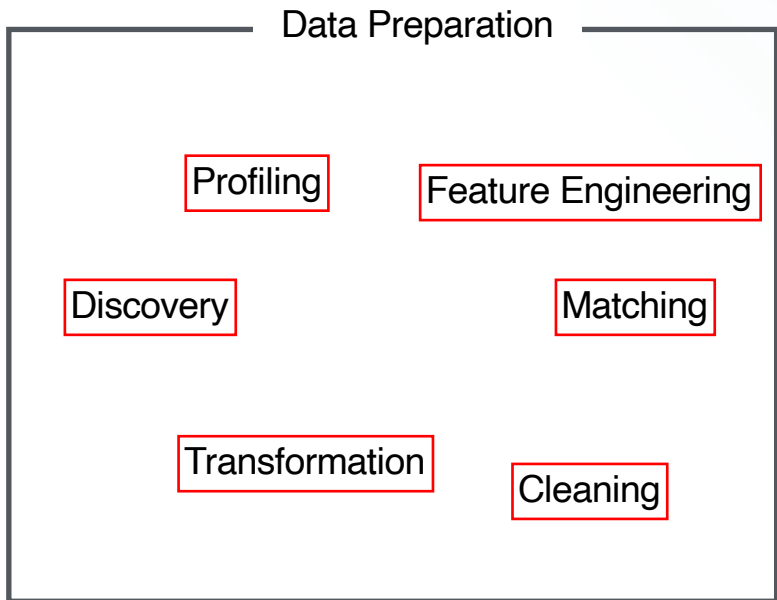 Data Preparation
Profiling
Feature Engineering
Discovery
Matching
Transformation
Cleaning